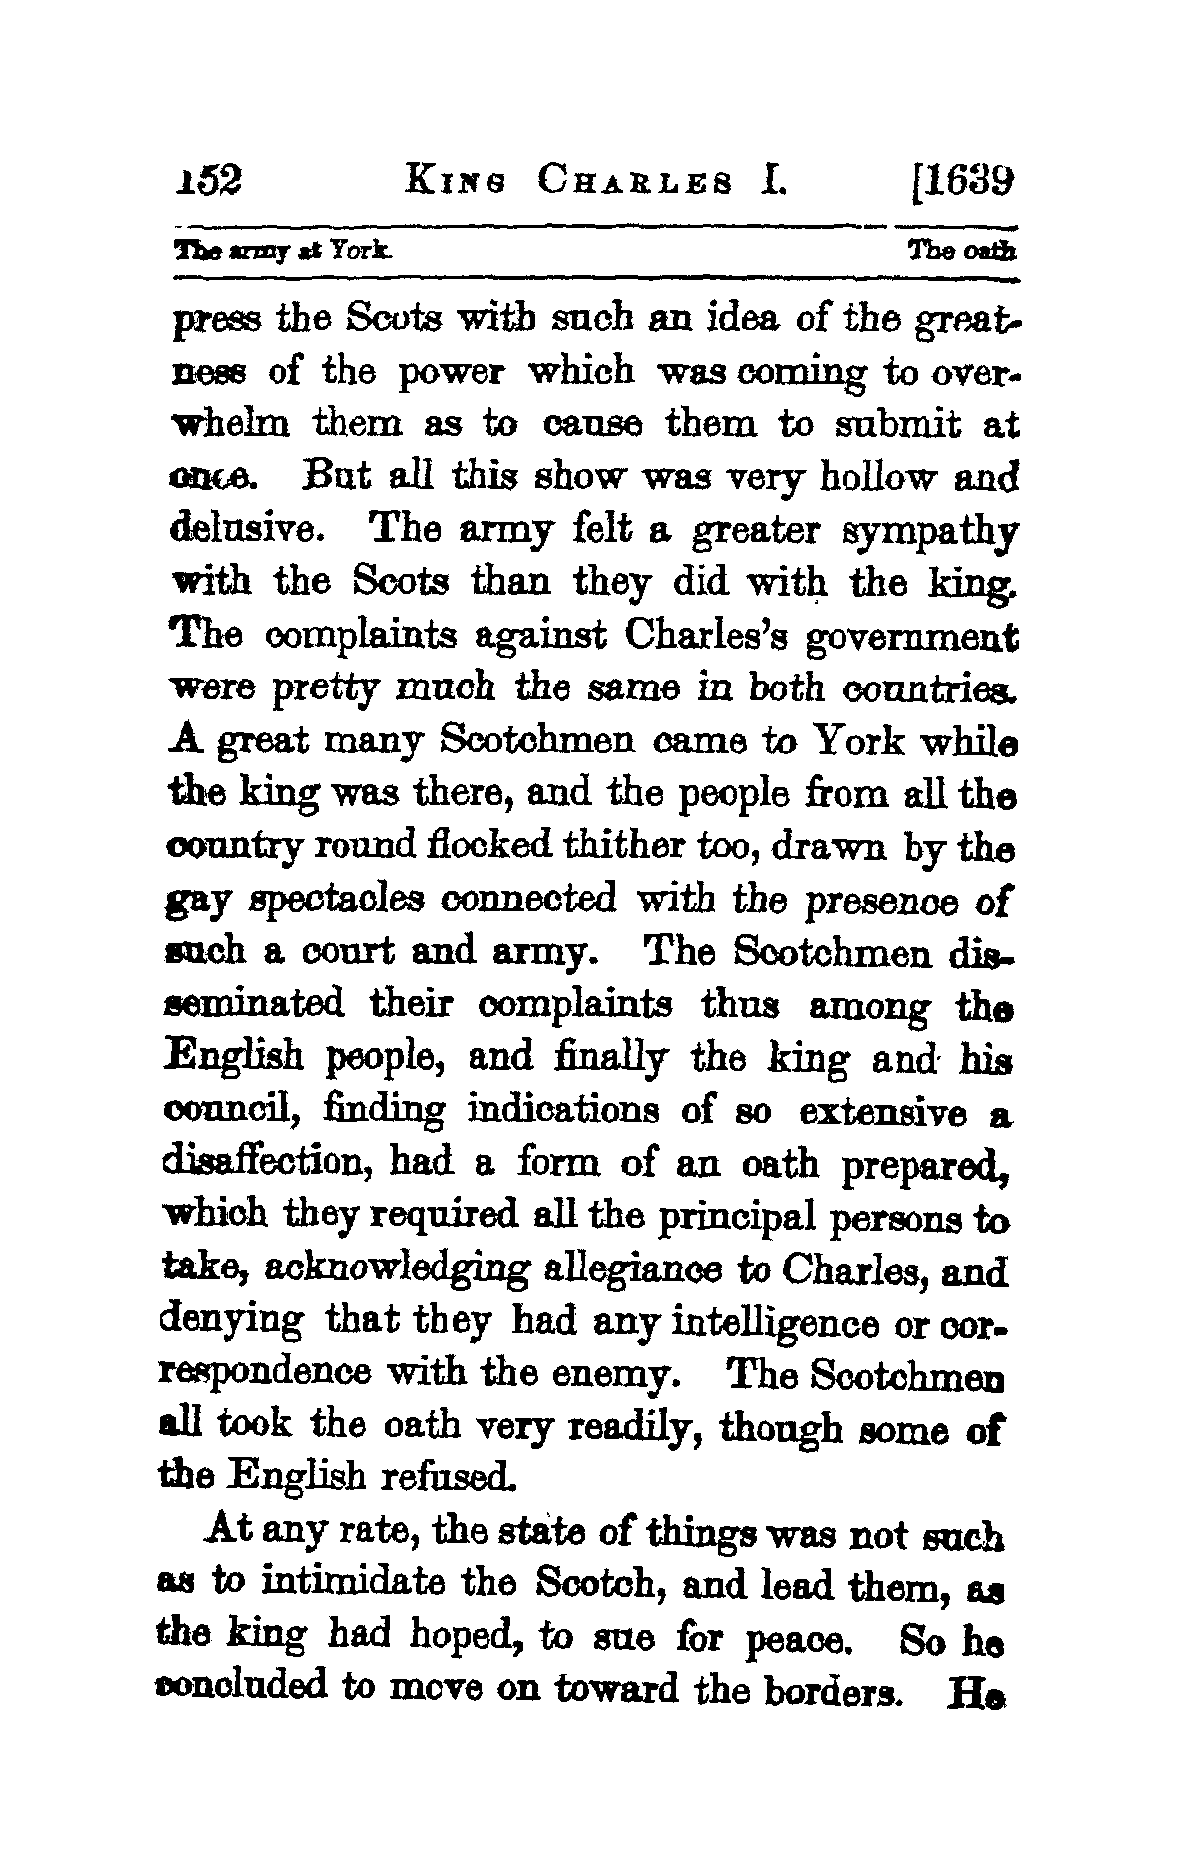 152 KING CHARLES I. [1639
The army at York. The oath
press the Scots with such an idea of the great-
ness of the power which was coming to over-
whelm them as to cause them to submit at
once. But all this show was very hollow and
delusive. The army felt a greater sympathy
with the Scots than they did with the king.
The complaints against Charles's government
were pretty much the same in both countries.
A great many Scotchmen came to York while
the king was there, and the people from all the
country round flocked thither too, drawn by the
gay spectacles connected with the presence of
such a court and army. The Scotchmen dis-
seminated their complaints thus among the
English people, and finally the king and his
council, finding indications of so extensive a
disaffection, had a form of an oath prepared,
which they required all the principal persons to
take, acknowledging allegiance to Charles, and
denying that they had any intelligence or cor-
respondence with the enemy. The Scotchmen
all took the oath very readily, though some of
the English refused.
At any rate, the state of things was not such
as to intimidate the Scotch, and lead them, as
the king had hoped, to sue for peace. So he
concluded to move on toward the borders. He